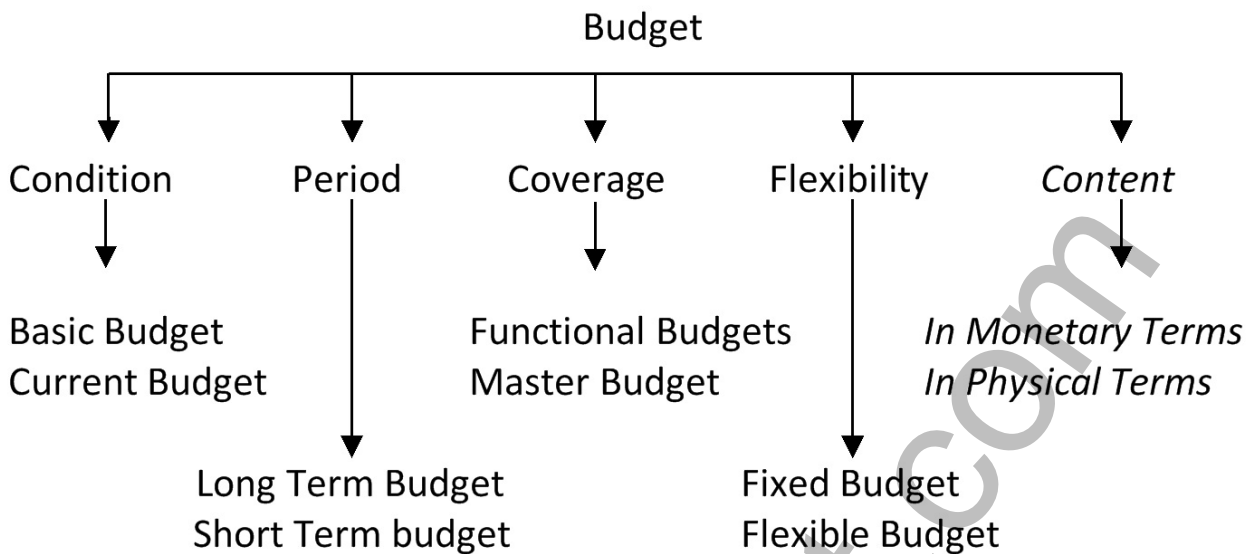 Budget
Condition Period Coverage Flexibility Content
Basic Budget Functional Budgets In Monetary Terms
Current Budget Master Budget In Physical Terms
Long Term Budget Fixed Budget
Short Term budget Flexible Budget
com